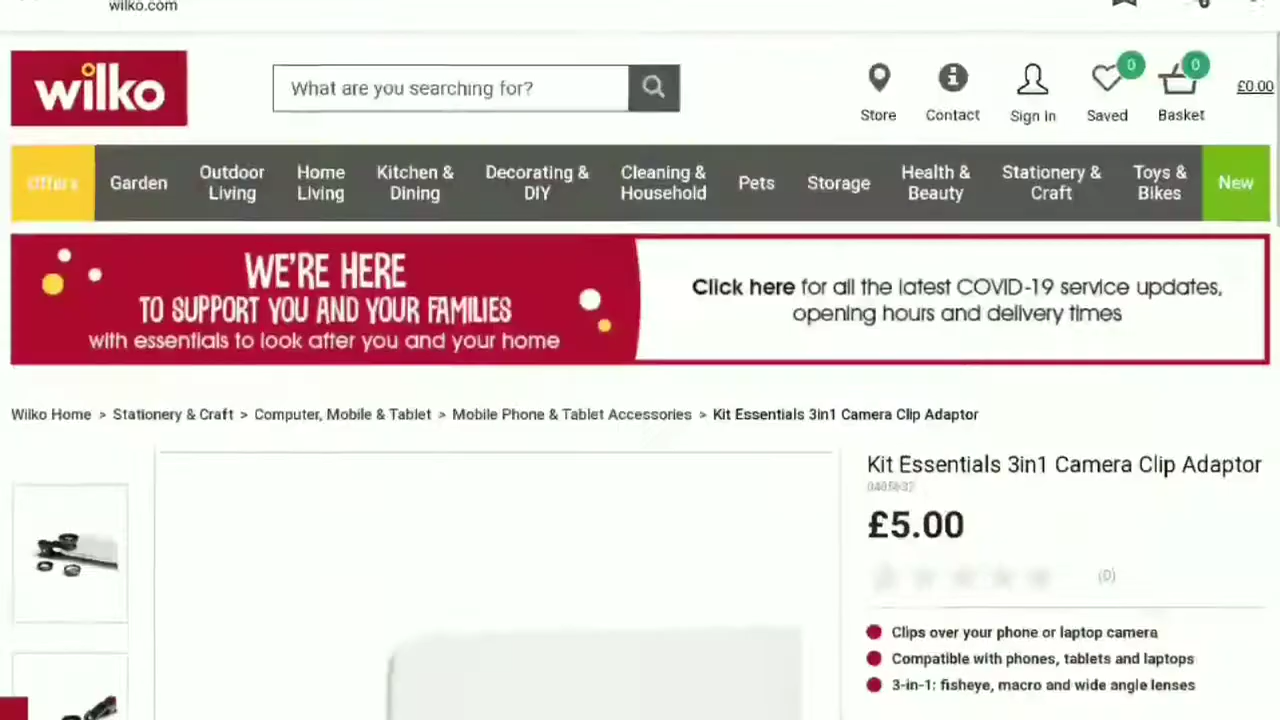 wilko.com
wilko
What are you searching for?
0
0
£0.00
Store
Contact
Sign in
Saved
Basket
Offers
Garden
Outdoor
Living
Home
Living
Kitchen &
Dining
Decorating &
DIY
Cleaning &
Household
Pets
Storage
Health &
Beauty
Stationery &
Craft
Toys &
Bikes
New
WE'RE HERE
TO SUPPORT YOU AND YOUR FAMILIES
with essentials to look after you and your home
Click here for all the latest COVID-19 service updates,
opening hours and delivery times
Wilko Home > Stationery & Craft > Computer, Mobile & Tablet > Mobile Phone & Tablet Accessories > Kit Essentials 3in1 Camera Clip Adaptor
Kit Essentials 3in1 Camera Clip Adaptor
£5.00
(0)
Clips over your phone or laptop camera
Compatible with phones, tablets and laptops
3-in-1: fisheye, macro and wide angle lenses